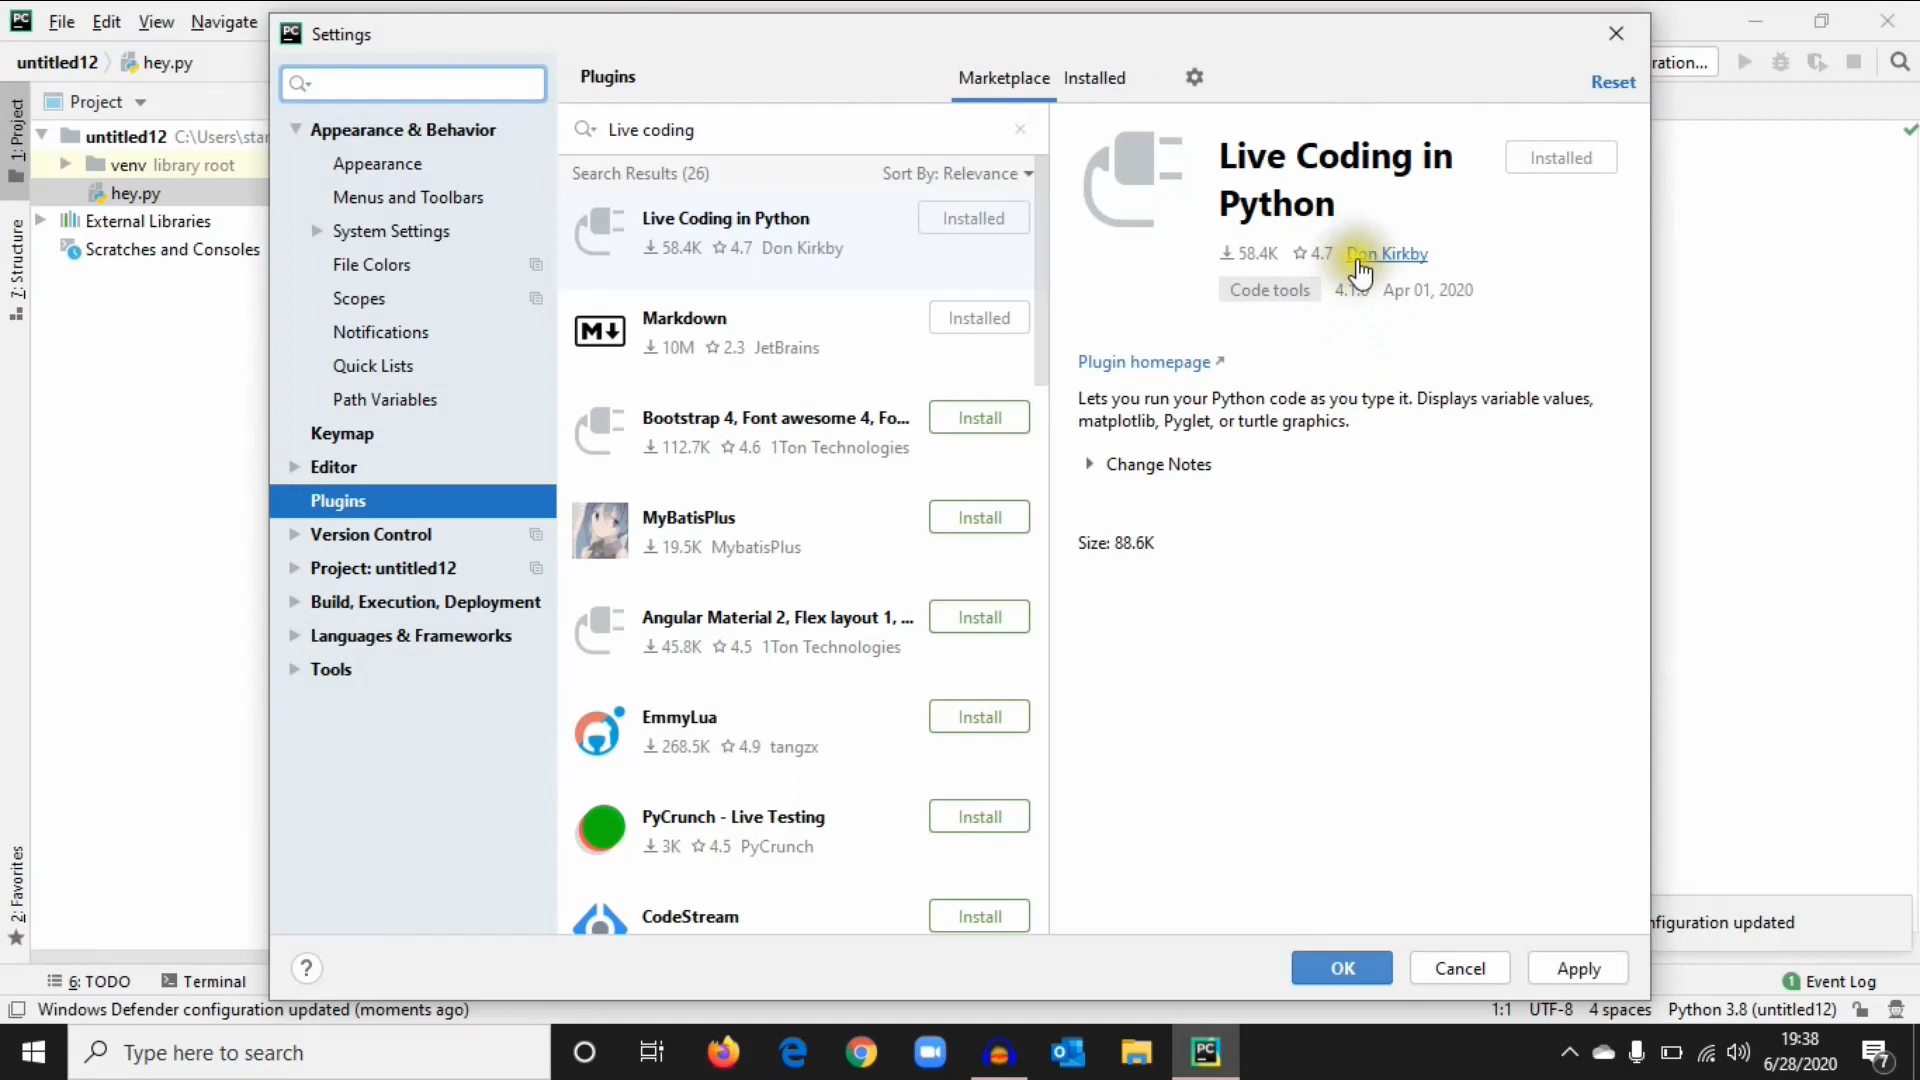 File Edit View Navigate
Settings
untitled12 hey.py
ration...
Project
untitled12 C:\Users\star
venv library root
hey.py
External Libraries
Scratches and Consoles
1: Project
7: Structure
2: Favorites
Appearance & Behavior
Appearance
Menus and Toolbars
System Settings
File Colors
Scopes
Notifications
Quick Lists
Path Variables
Keymap
Editor
Plugins
Version Control
Project: untitled12
Build, Execution, Deployment
Languages & Frameworks
Tools
Plugins Marketplace Installed Reset
Live coding
Search Results (26) Sort By: Relevance
Live Coding in Python Installed
58.4K 4.7 Don Kirkby
Markdown Installed
10M 2.3 JetBrains
Bootstrap 4, Font awesome 4, Fo... Install
112.7K 4.6 1Ton Technologies
MyBatisPlus Install
19.5K MybatisPlus
Angular Material 2, Flex layout 1, ... Install
45.8K 4.5 1Ton Technologies
EmmyLua Install
268.5K 4.9 tangzx
PyCrunch - Live Testing Install
3K 4.5 PyCrunch
CodeStream Install
Live Coding in Installed
Python
58.4K 4.7 Don Kirkby
Code tools Apr 01, 2020
Plugin homepage
Lets you run your Python code as you type it. Displays variable values,
matplotlib, Pyglet, or turtle graphics.
Change Notes
Size: 88.6K
nfiguration updated
? OK Cancel Apply
6: TODO Terminal 1 Event Log
Windows Defender configuration updated (moments ago) 1:1 UTF-8 4 spaces Python 3.8 (untitled12)
Type here to search
19:38
6/28/2020
7